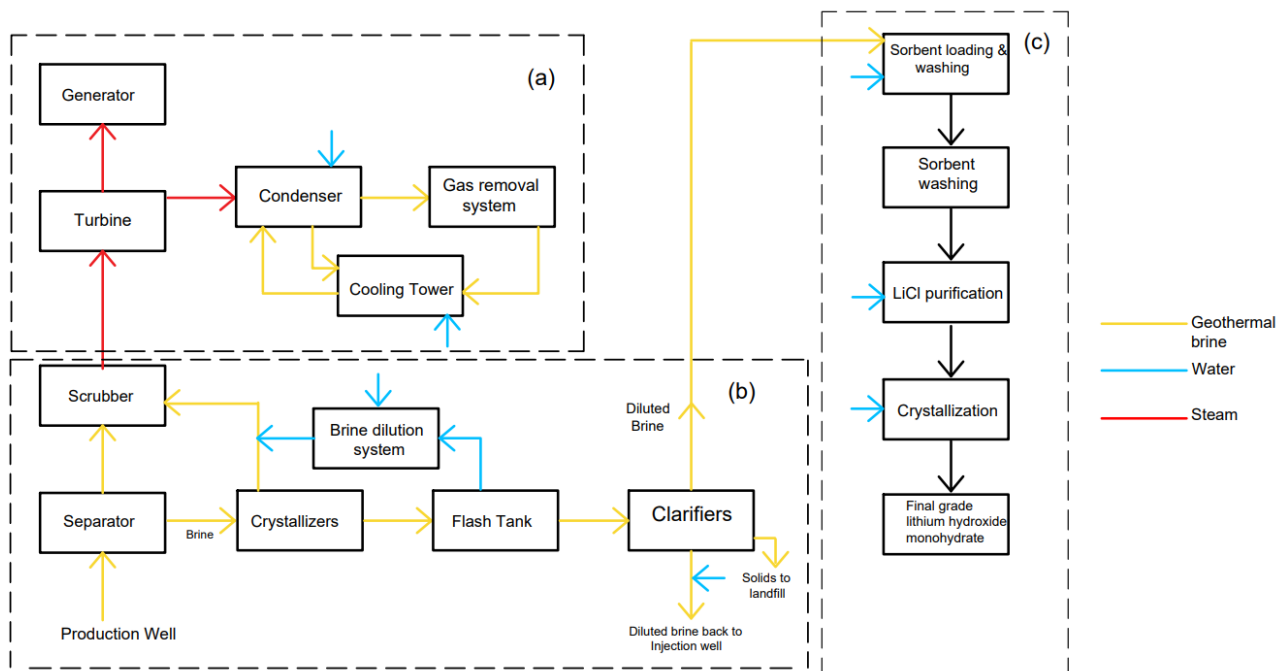 (a)
Generator
Turbine
Condenser
Gas removal
system
Cooling Tower
(b)
Scrubber
Brine dilution
system
Separator
Brine
Crystallizers
Flash Tank
Clarifiers
Diluted
Brine
Solids to
landfill
Production Well
Diluted brine back to
Injection well
(c)
Sorbent loading &
washing
Sorbent
washing
LiCl purification
Crystallization
Final grade
lithium hydroxide
monohydrate
Geothermal
brine
Water
Steam